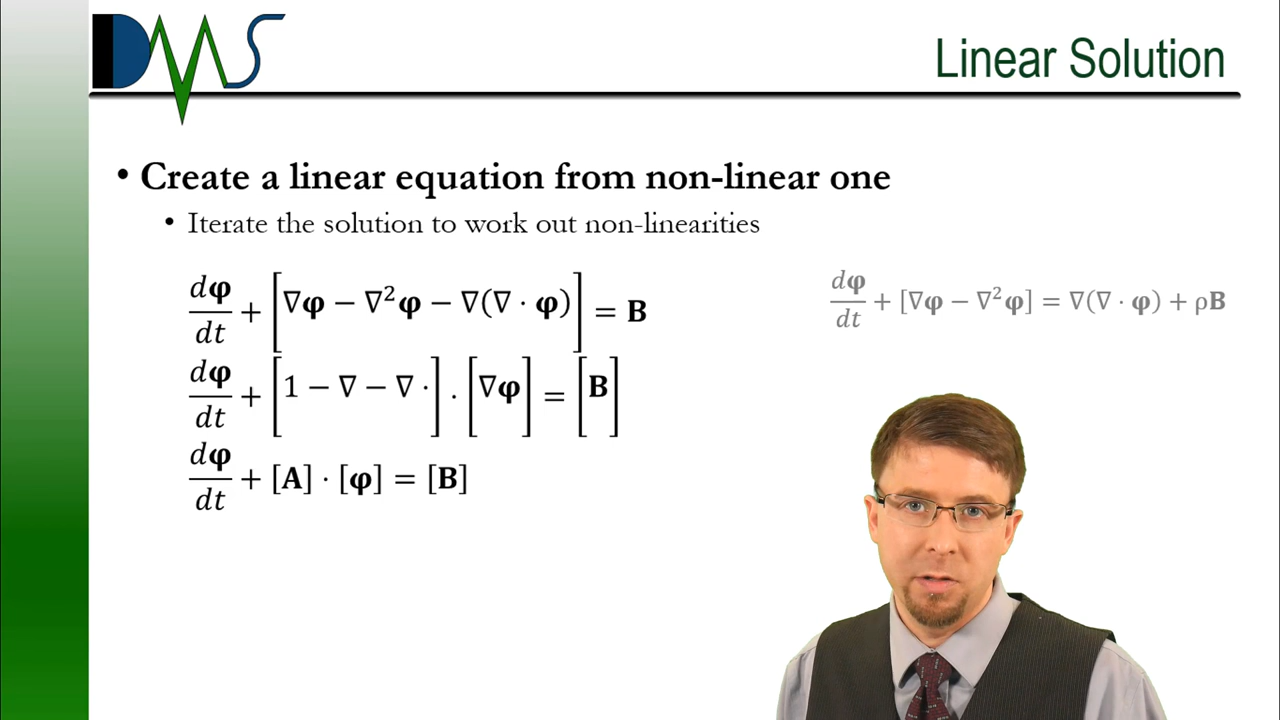 DMS
Linear Solution
• Create a linear equation from non-linear one
• Iterate the solution to work out non-linearities
d𝛗/dt + [∇𝛗 − ∇²𝛗 − ∇(∇ · 𝛗)] = 𝐁
d𝛗/dt + [∇𝛗 − ∇²𝛗] = ∇(∇ · 𝛗) + ρ𝐁
d𝛗/dt + [1 − ∇ − ∇ ·] · [∇𝛗] = [𝐁]
d𝛗/dt + [𝐀] · [𝛗] = [𝐁]